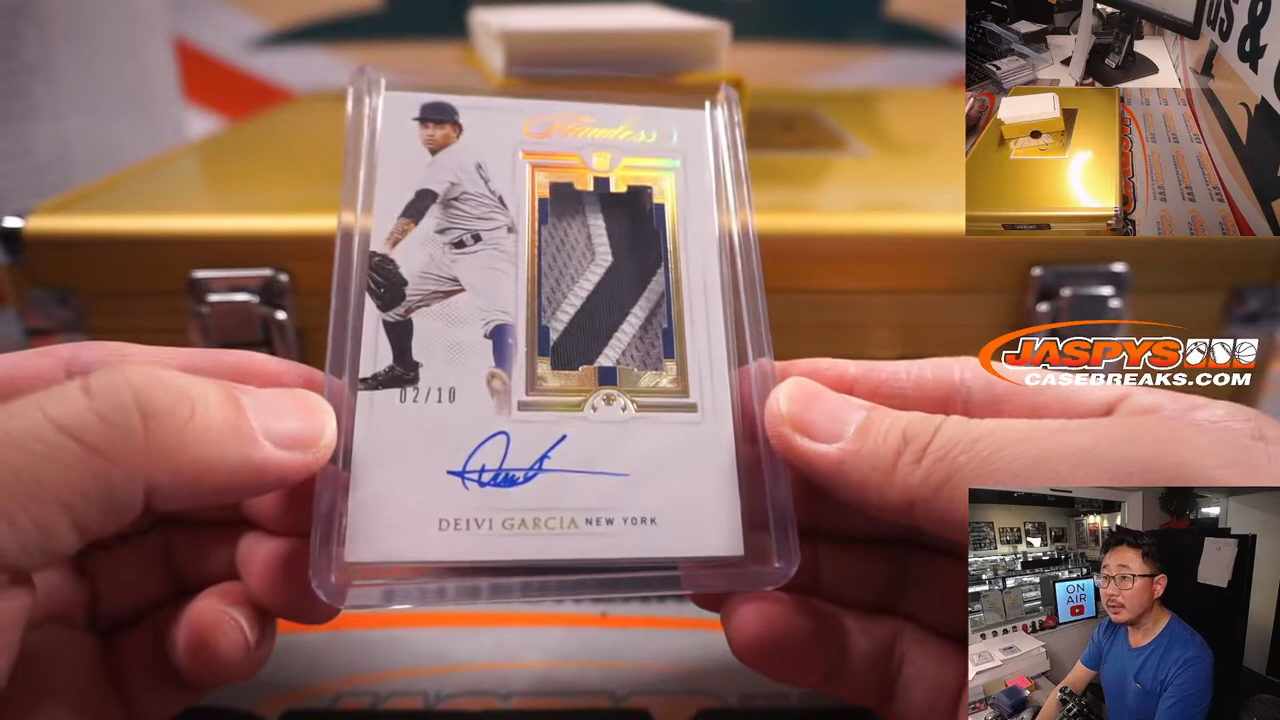 Flawless
02/10
DEIVI GARCIA NEW YORK
JASPYS
CASEBREAKS.COM
ON
AIR
&